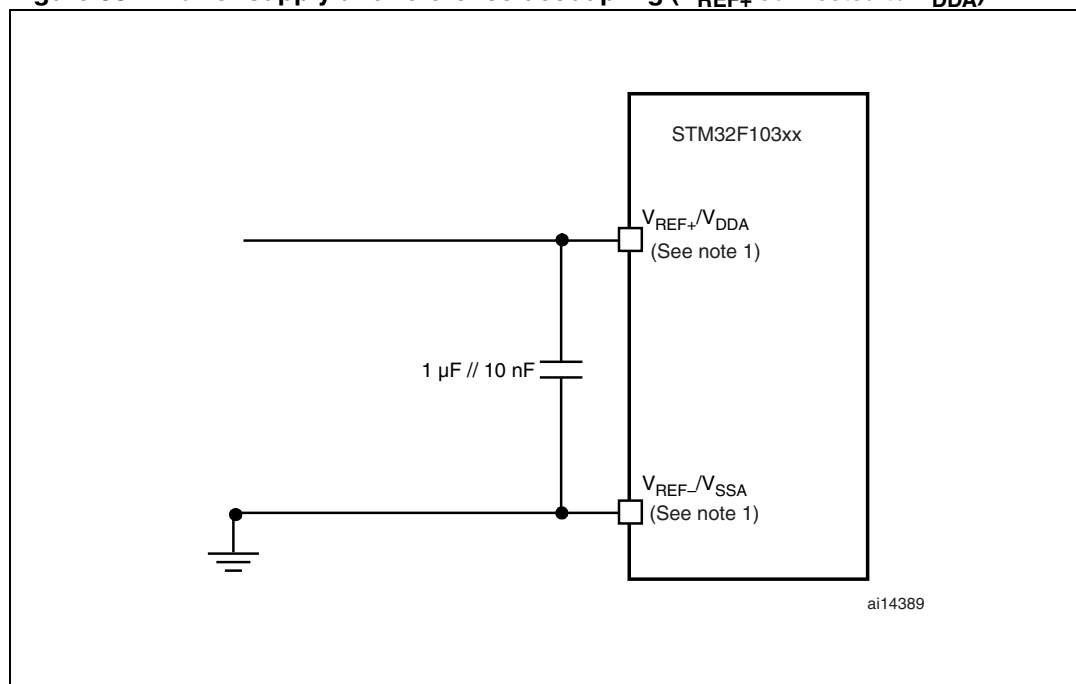 STM32F103xx
VREF+/VDDA
(See note 1)
1 µF // 10 nF
VREF–/VSSA
(See note 1)
ai14389